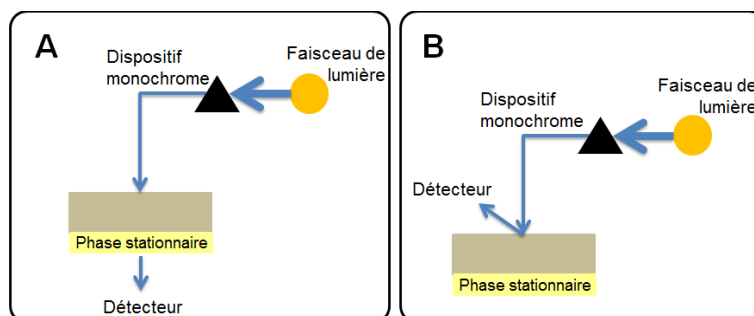 A
Dispositif
monochrome
Faisceau de
lumière
Phase stationnaire
Détecteur
B
Dispositif
monochrome
Faisceau de
lumière
Détecteur
Phase stationnaire